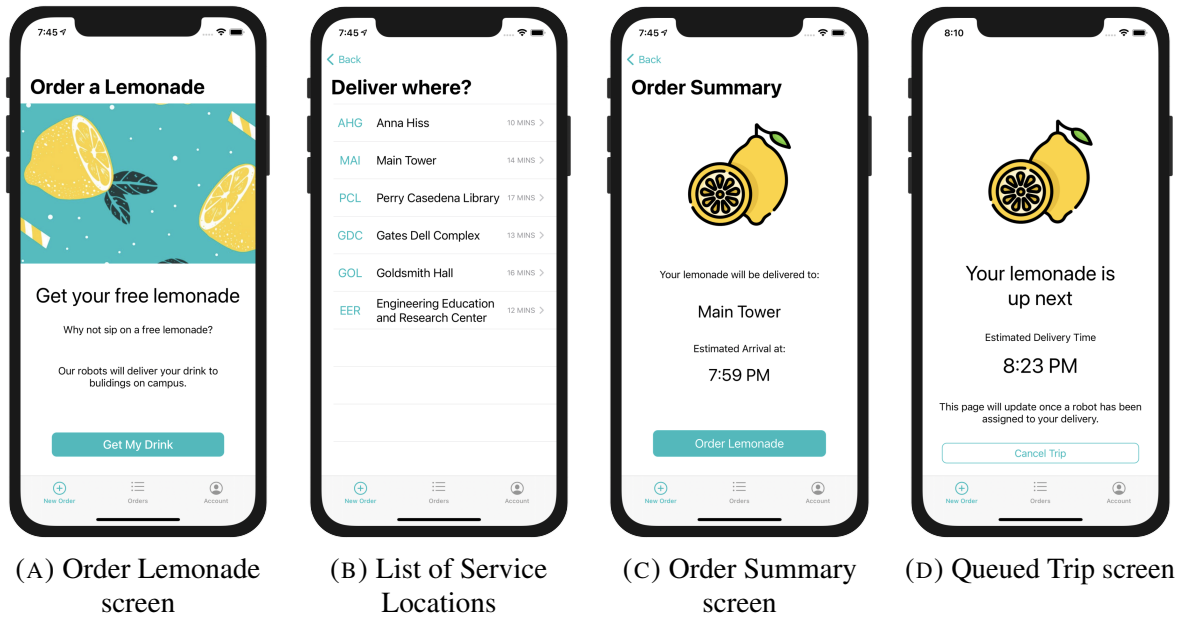 7:45
Order a Lemonade
Get your free lemonade
Why not sip on a free lemonade?
Our robots will deliver your drink to
bulidings on campus.
Get My Drink
New Order
Orders
Account
(A) Order Lemonade
screen
7:45
Back
Deliver where?
AHG Anna Hiss 10 MINS
MAI Main Tower 14 MINS
PCL Perry Casedena Library 17 MINS
GDC Gates Dell Complex 13 MINS
GOL Goldsmith Hall 16 MINS
EER Engineering Education 12 MINS
and Research Center
New Order
Orders
Account
(B) List of Service
Locations
7:45
Back
Order Summary
Your lemonade will be delivered to:
Main Tower
Estimated Arrival at:
7:59 PM
Order Lemonade
New Order
Orders
Account
(C) Order Summary
screen
8:10
Your lemonade is
up next
Estimated Delivery Time
8:23 PM
This page will update once a robot has been
assigned to your delivery.
Cancel Trip
New Order
Orders
Account
(D) Queued Trip screen